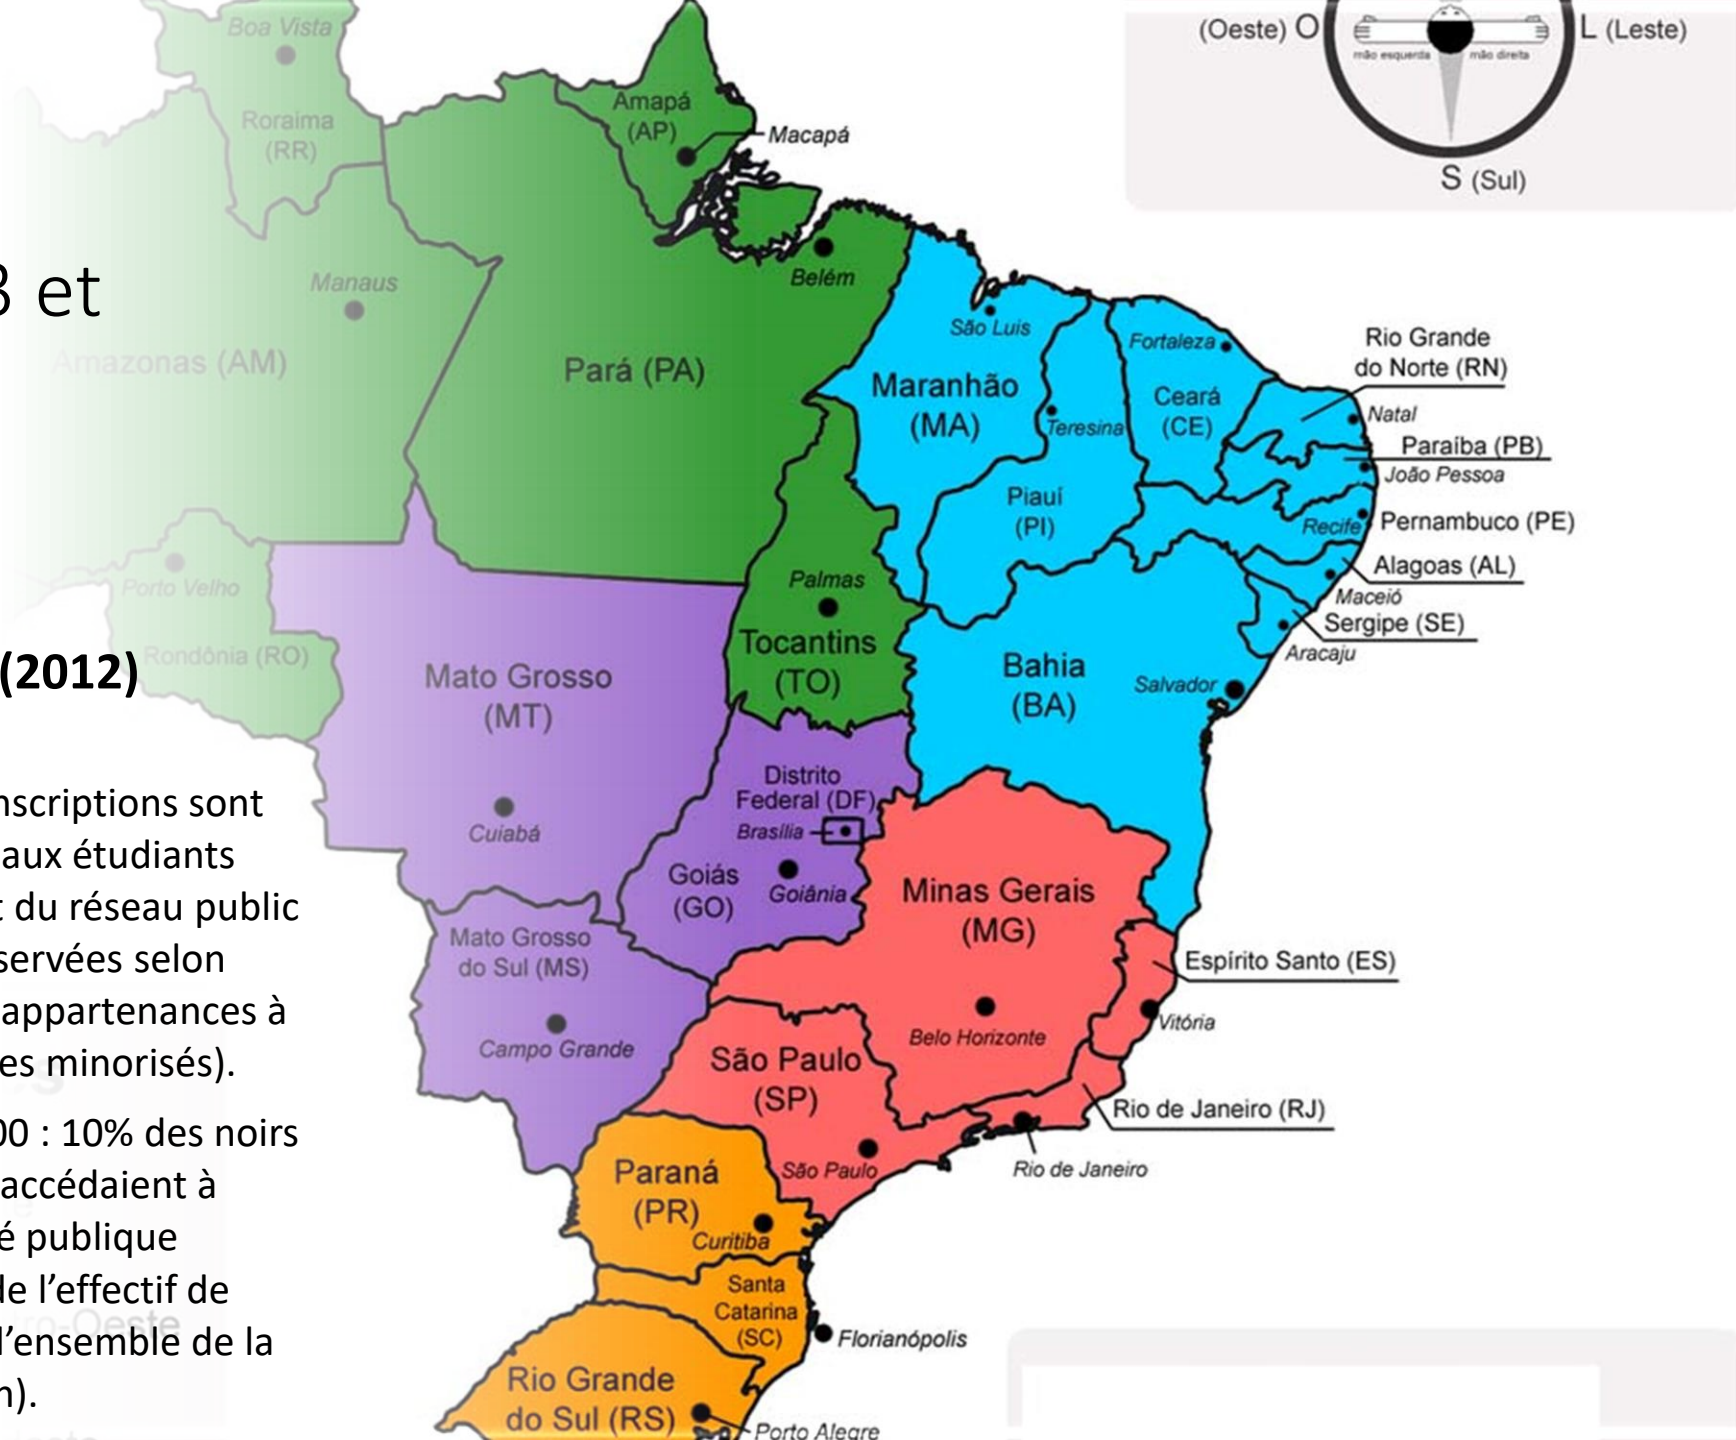 B et
(2012)
nscriptions sont
aux étudiants
t du réseau public
servées selon
appartenances à
es minorisés).
00 : 10% des noirs
accédaient à
é publique
de l’effectif de
l’ensemble de la
n).
ro-Oeste
(Oeste) O
L (Leste)
mão esquerda
mão direita
S (Sul)
Boa Vista
Roraima
(RR)
Amapá
(AP)
Macapá
Manaus
Amazonas (AM)
Belém
Pará (PA)
São Luis
Maranhão
(MA)
Teresina
Piauí
(PI)
Fortaleza
Ceará
(CE)
Rio Grande
do Norte (RN)
Natal
Paraíba (PB)
João Pessoa
Recife
Pernambuco (PE)
Alagoas (AL)
Maceió
Sergipe (SE)
Aracaju
Porto Velho
Rondônia (RO)
Palmas
Tocantins
(TO)
Mato Grosso
(MT)
Cuiabá
Bahia
(BA)
Salvador
Distrito
Federal (DF)
Brasília
Goiás
(GO)
Goiânia
Minas Gerais
(MG)
Belo Horizonte
Mato Grosso
do Sul (MS)
Campo Grande
Espírito Santo (ES)
Vitória
São Paulo
(SP)
São Paulo
Rio de Janeiro (RJ)
Rio de Janeiro
Paraná
(PR)
Curitiba
Santa
Catarina
(SC)
Florianópolis
Rio Grande
do Sul (RS)
Porto Alegre